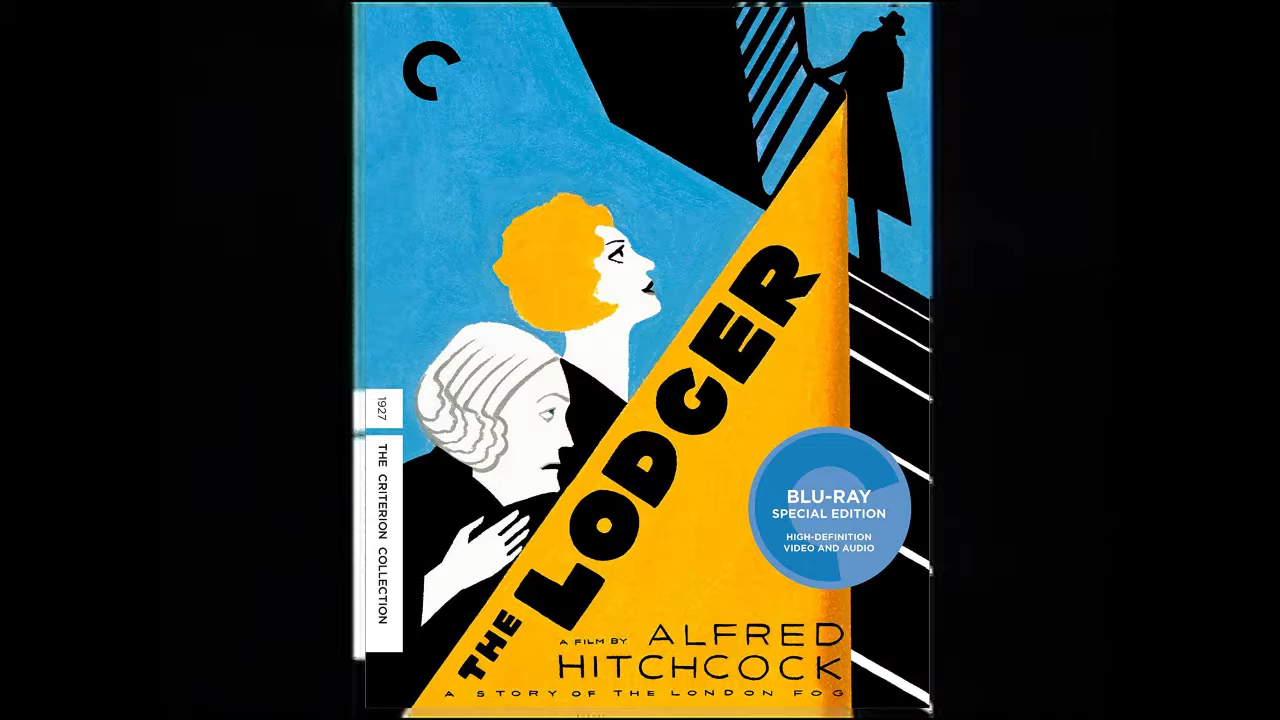 1927
THE CRITERION COLLECTION
THE LODGER
BLU-RAY
SPECIAL EDITION
HIGH-DEFINITION
VIDEO AND AUDIO
A FILM BY ALFRED
HITCHCOCK
A STORY OF THE LONDON FOG